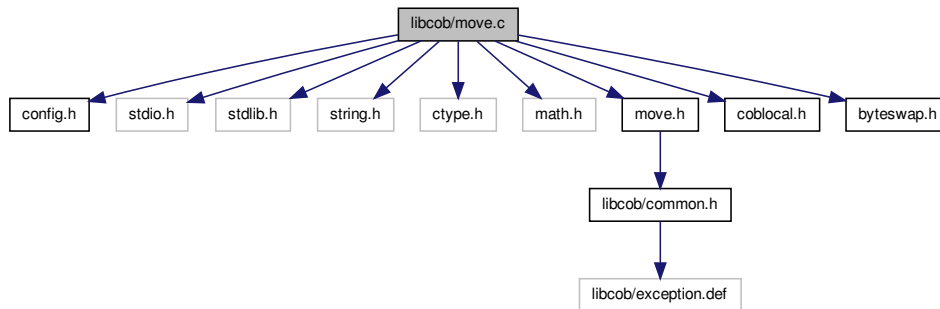 libcob/move.c
config.h
stdio.h
stdlib.h
string.h
ctype.h
math.h
move.h
coblocal.h
byteswap.h
libcob/common.h
libcob/exception.def